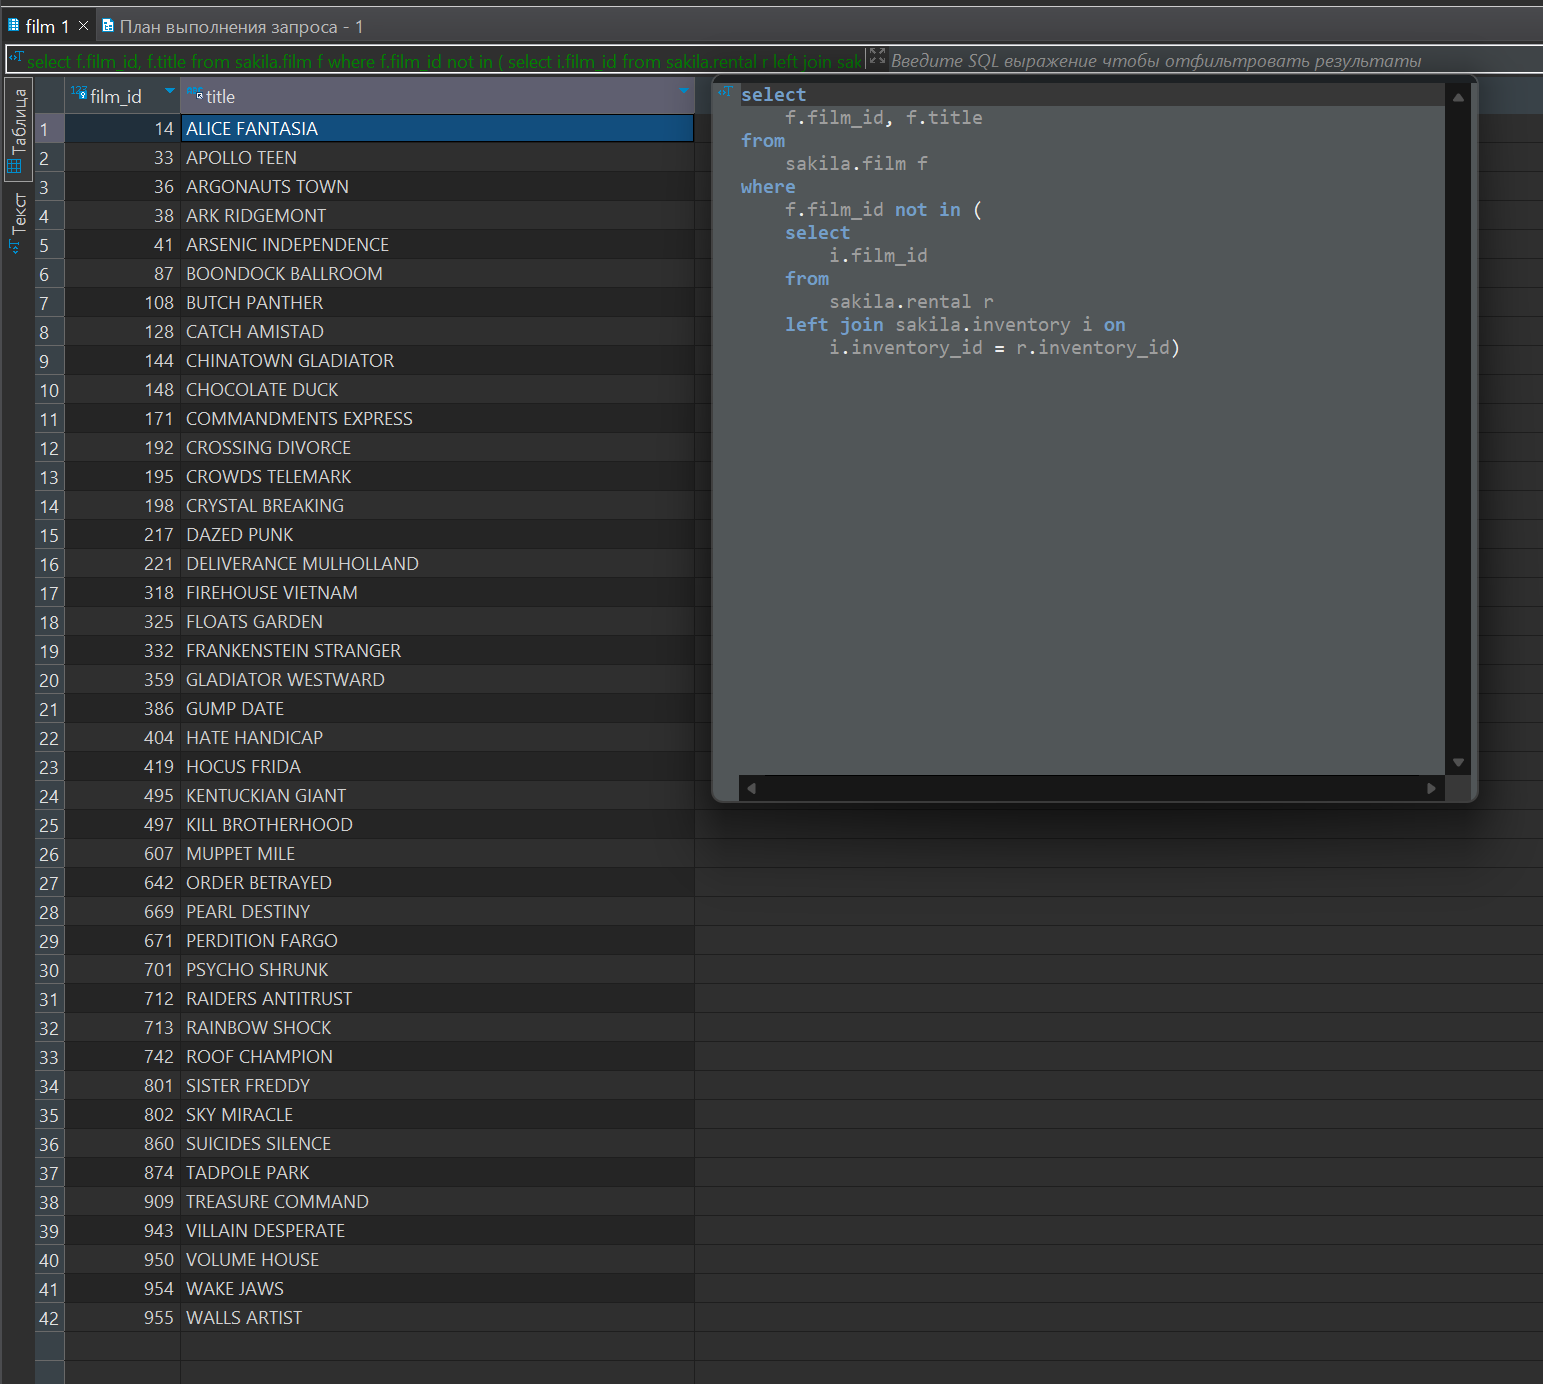 film 1
План выполнения запроса - 1
select f.film_id, f.title from sakila.film f where f.film_id not in ( select i.film_id from sakila.rental r left join sak
Введите SQL выражение чтобы отфильтровать результаты
Таблица
Текст
film_id title
1 14 ALICE FANTASIA
2 33 APOLLO TEEN
3 36 ARGONAUTS TOWN
4 38 ARK RIDGEMONT
5 41 ARSENIC INDEPENDENCE
6 87 BOONDOCK BALLROOM
7 108 BUTCH PANTHER
8 128 CATCH AMISTAD
9 144 CHINATOWN GLADIATOR
10 148 CHOCOLATE DUCK
11 171 COMMANDMENTS EXPRESS
12 192 CROSSING DIVORCE
13 195 CROWDS TELEMARK
14 198 CRYSTAL BREAKING
15 217 DAZED PUNK
16 221 DELIVERANCE MULHOLLAND
17 318 FIREHOUSE VIETNAM
18 325 FLOATS GARDEN
19 332 FRANKENSTEIN STRANGER
20 359 GLADIATOR WESTWARD
21 386 GUMP DATE
22 404 HATE HANDICAP
23 419 HOCUS FRIDA
24 495 KENTUCKIAN GIANT
25 497 KILL BROTHERHOOD
26 607 MUPPET MILE
27 642 ORDER BETRAYED
28 669 PEARL DESTINY
29 671 PERDITION FARGO
30 701 PSYCHO SHRUNK
31 712 RAIDERS ANTITRUST
32 713 RAINBOW SHOCK
33 742 ROOF CHAMPION
34 801 SISTER FREDDY
35 802 SKY MIRACLE
36 860 SUICIDES SILENCE
37 874 TADPOLE PARK
38 909 TREASURE COMMAND
39 943 VILLAIN DESPERATE
40 950 VOLUME HOUSE
41 954 WAKE JAWS
42 955 WALLS ARTIST
select
f.film_id, f.title
from
sakila.film f
where
f.film_id not in (
select
i.film_id
from
sakila.rental r
left join sakila.inventory i on
i.inventory_id = r.inventory_id)